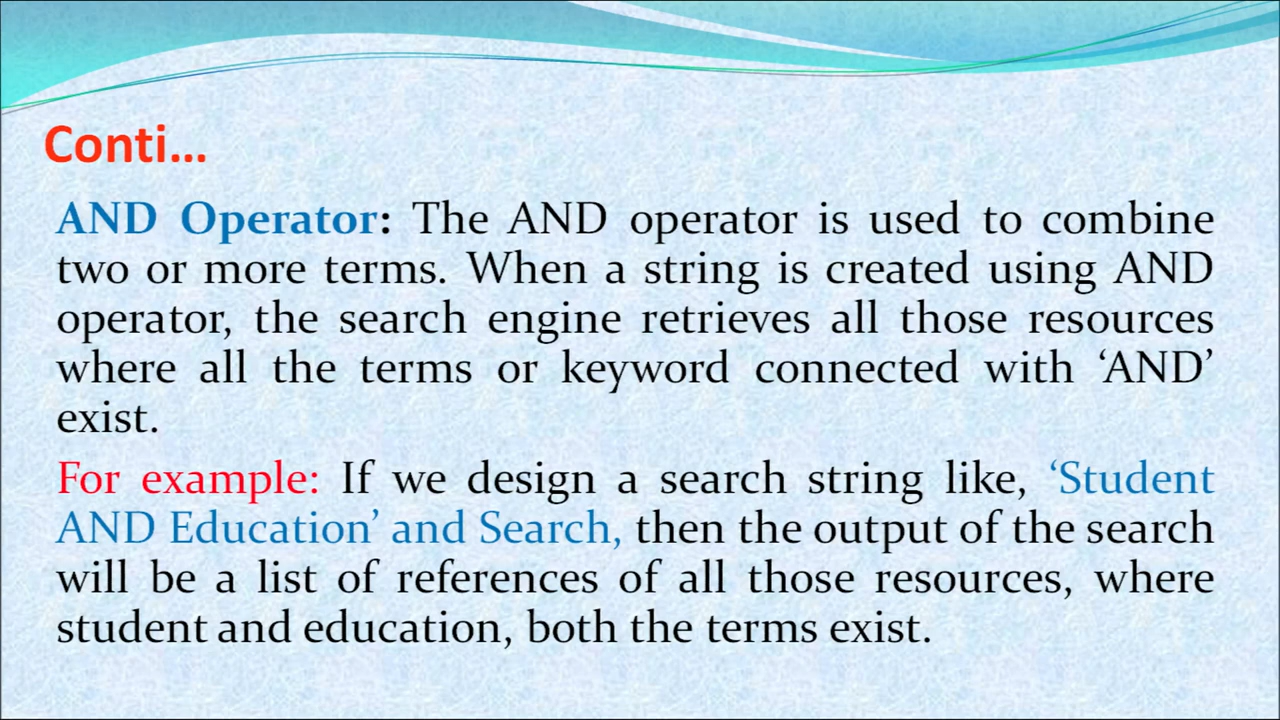 Conti...
AND Operator: The AND operator is used to combine
two or more terms. When a string is created using AND
operator, the search engine retrieves all those resources
where all the terms or keyword connected with ‘AND’
exist.
For example: If we design a search string like, ‘Student
AND Education’ and Search, then the output of the search
will be a list of references of all those resources, where
student and education, both the terms exist.